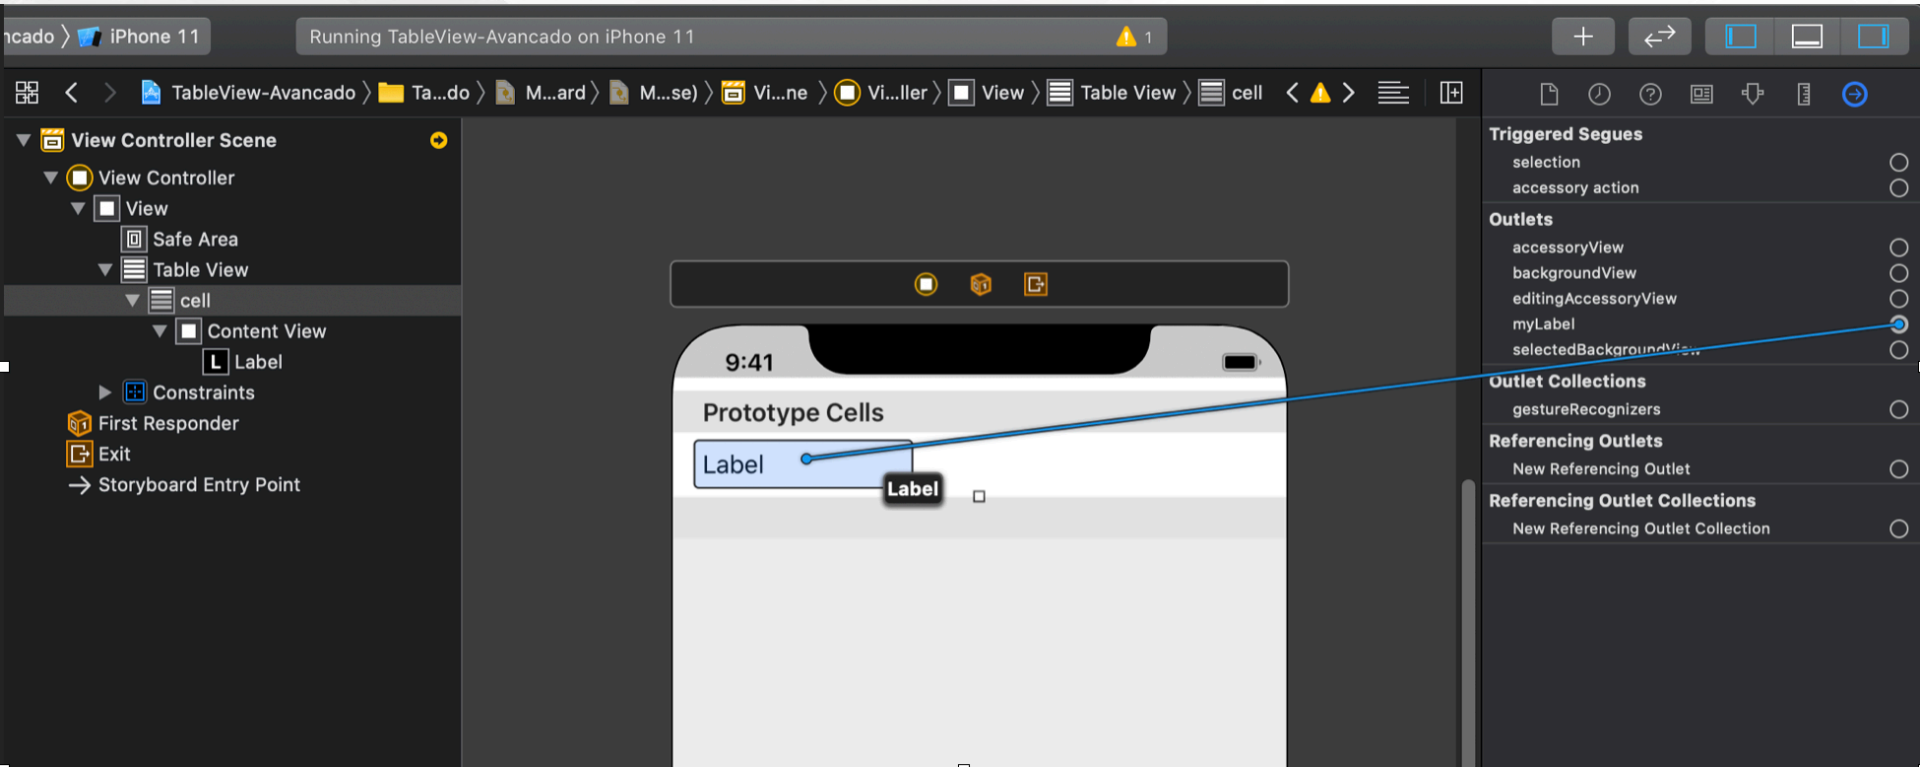 ncado 〉 iPhone 11
Running TableView-Avancado on iPhone 11
1
TableView-Avancado 〉 Ta...do 〉 M...ard 〉 M...se) 〉 Vi...ne 〉 Vi...ller 〉 View 〉 Table View 〉 cell
View Controller Scene
View Controller
View
Safe Area
Table View
cell
Content View
L Label
Constraints
First Responder
Exit
Storyboard Entry Point
9:41
Prototype Cells
Label
Label
Triggered Segues
selection
accessory action
Outlets
accessoryView
backgroundView
editingAccessoryView
myLabel
selectedBackgroundView
Outlet Collections
gestureRecognizers
Referencing Outlets
New Referencing Outlet
Referencing Outlet Collections
New Referencing Outlet Collection